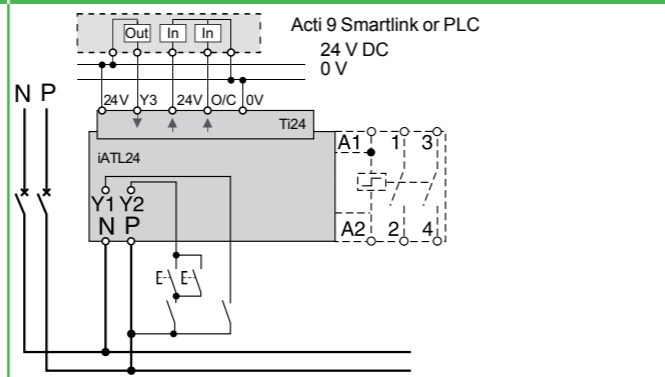 Acti 9 Smartlink or PLC
Out In In
24 V DC
0 V
N P
24V Y3 24V O/C 0V
Ti24
A1 1 3
iATL24
Y1 Y2
N P
A2 2 4
E E